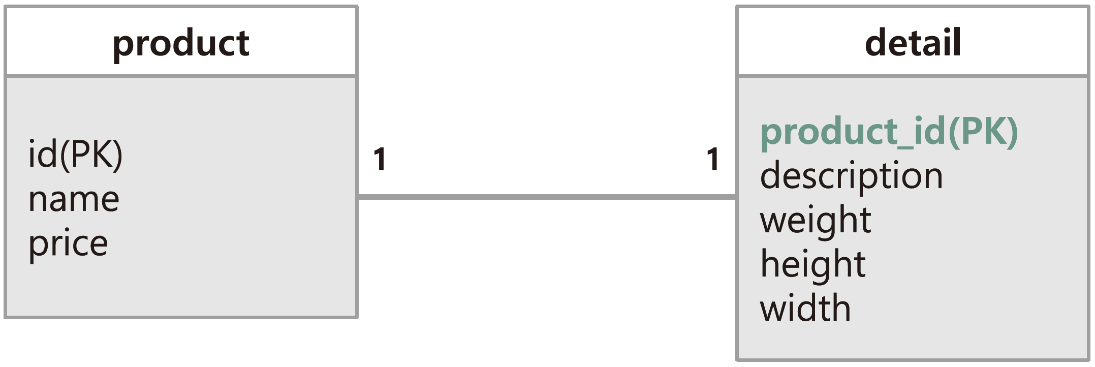 product
id(PK)
name
price
1
1
detail
product_id(PK)
description
weight
height
width